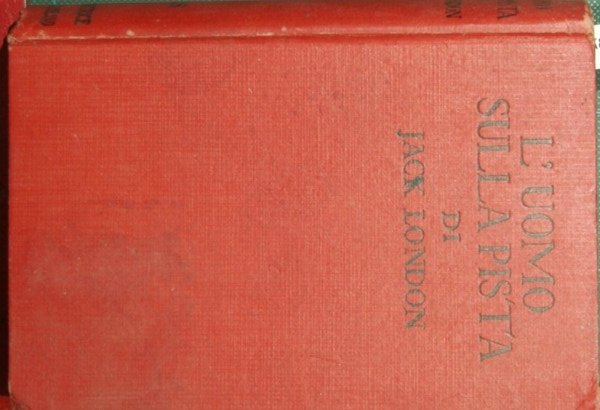 L'UOMO
SULLA PISTA
DI
JACK LONDON